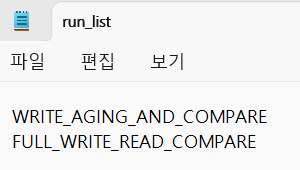 run_list
파일 편집 보기
WRITE_AGING_AND_COMPARE
FULL_WRITE_READ_COMPARE